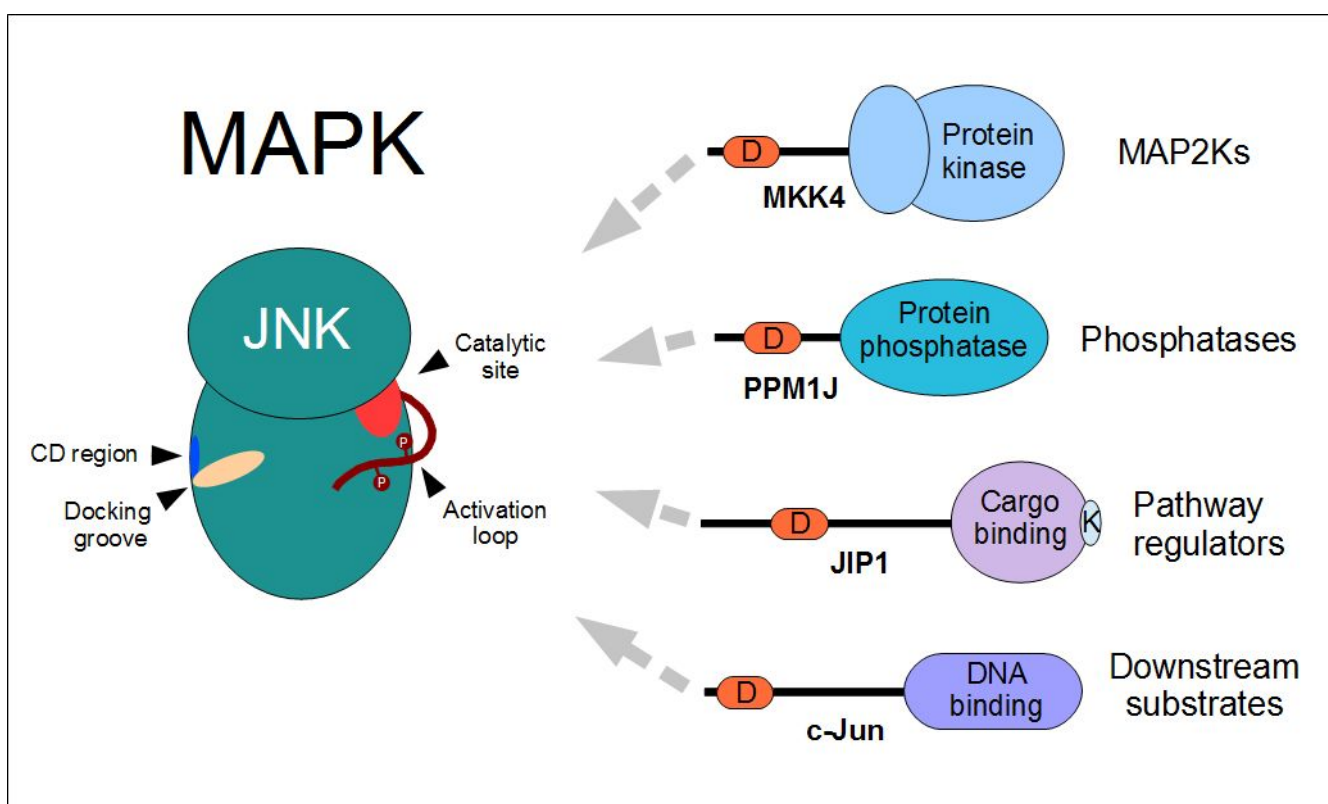 MAPK
JNK
Catalytic
site
CD region
Docking
groove
P
P
Activation
loop
D
MKK4
Protein
kinase
MAP2Ks
D
PPM1J
Protein
phosphatase
Phosphatases
D
JIP1
Cargo
binding
K
Pathway
regulators
D
c-Jun
DNA
binding
Downstream
substrates